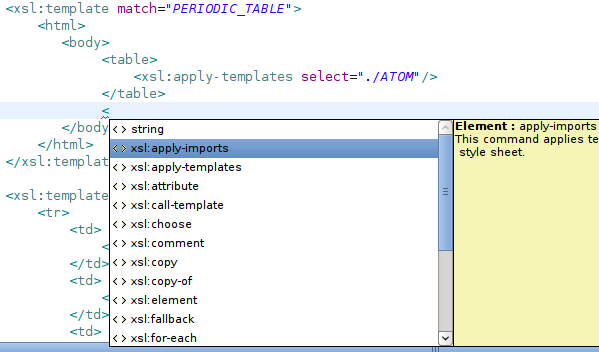 <xsl:template match="PERIODIC_TABLE">
<html>
<body>
<table>
<xsl:apply-templates select="./ATOM"/>
</table>
<
</body
</html>
</xsl:templat
<xsl:template
<tr>
<td>
<
</td>
<td>
<
</td>
<td>
<> string
<> xsl:apply-imports
<> xsl:apply-templates
<> xsl:attribute
<> xsl:call-template
<> xsl:choose
<> xsl:comment
<> xsl:copy
<> xsl:copy-of
<> xsl:element
<> xsl:fallback
<> xsl:for-each
Element : apply-imports
This command applies te
style sheet.